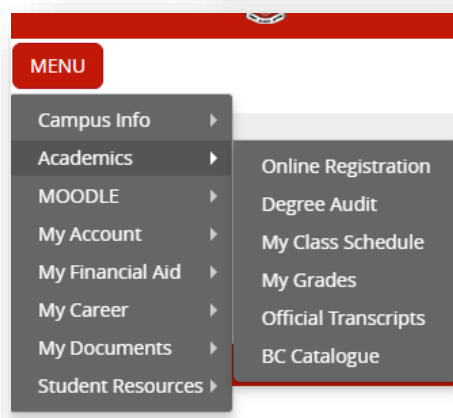 MENU
Campus Info
Academics
MOODLE
My Account
My Financial Aid
My Career
My Documents
Student Resources
Online Registration
Degree Audit
My Class Schedule
My Grades
Official Transcripts
BC Catalogue